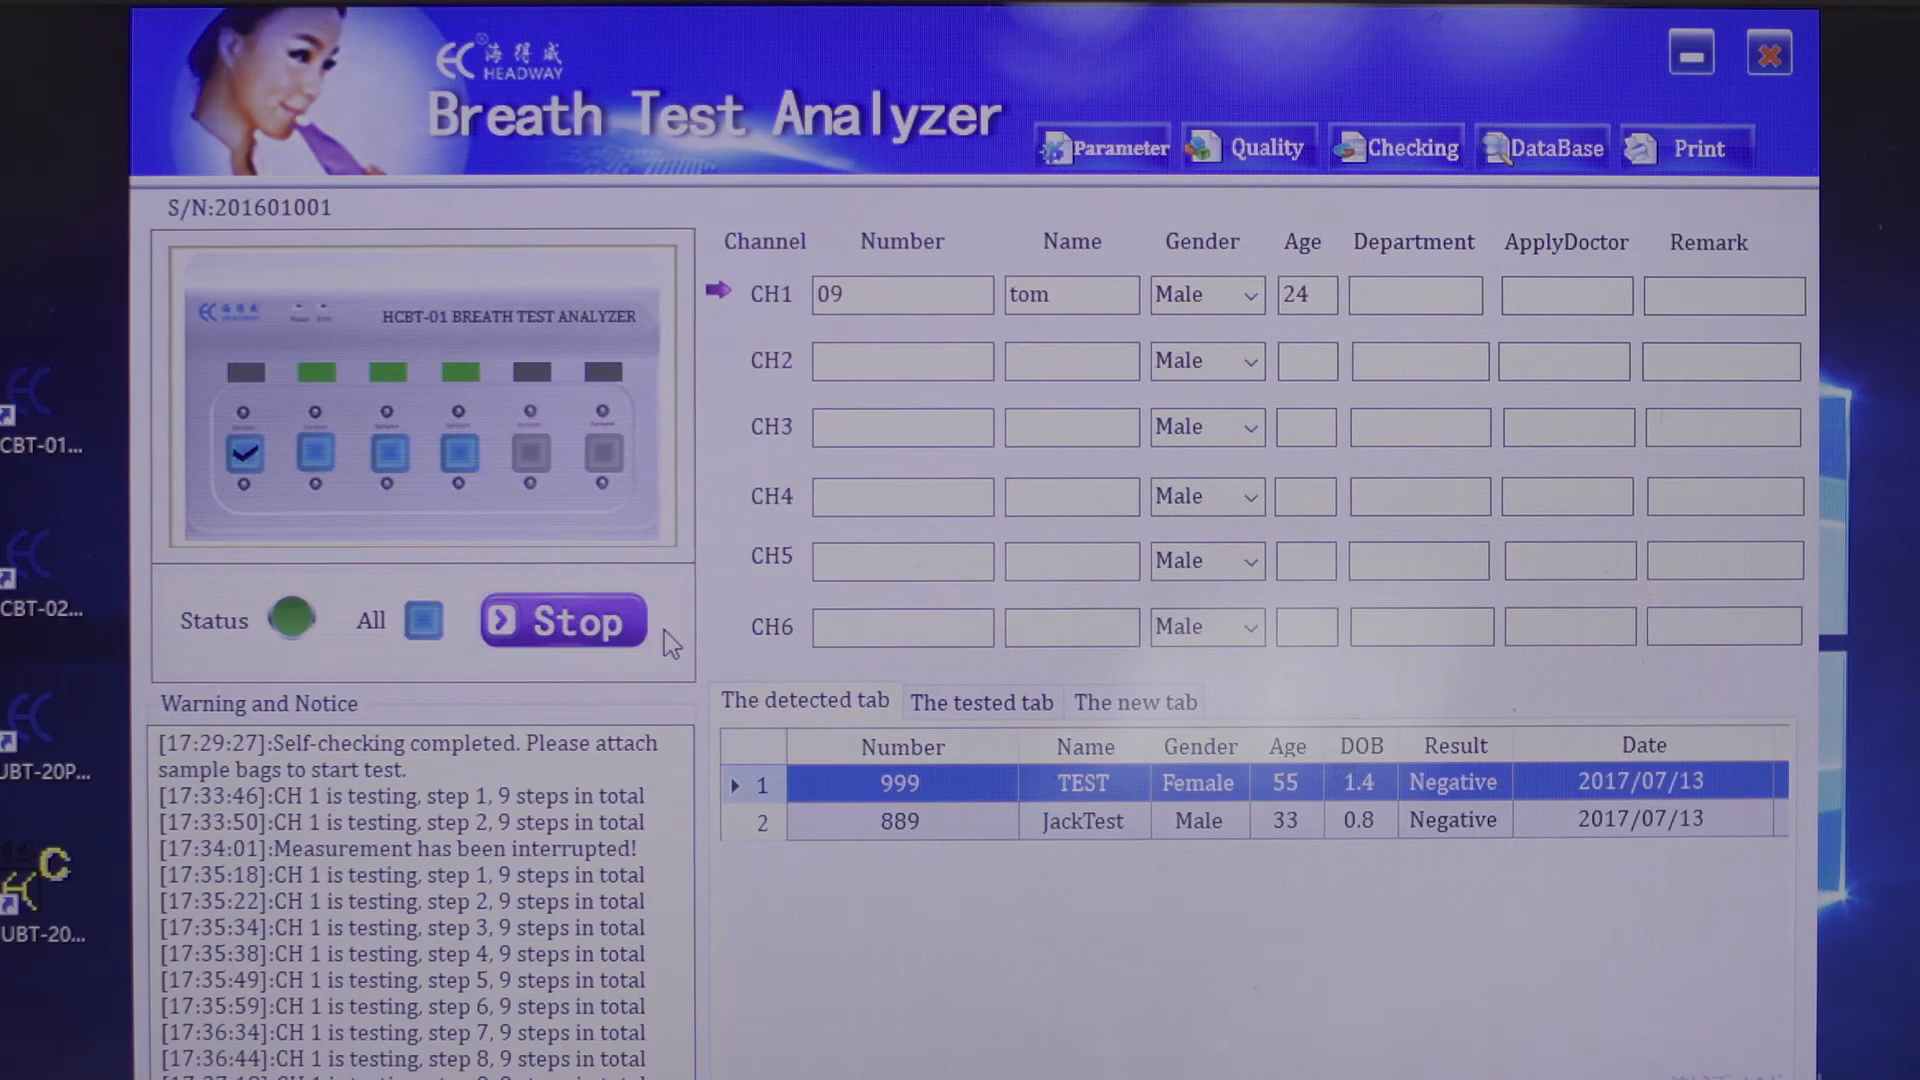 海得威
HEADWAY
Breath Test Analyzer
Parameter Quality Checking DataBase Print
S/N:201601001
HEADWAY
HCBT-01 BREATH TEST ANALYZER
Status All Stop
Channel Number Name Gender Age Department ApplyDoctor Remark
CH1 09 tom Male 24
CH2 Male
CH3 Male
CH4 Male
CH5 Male
CH6 Male
Warning and Notice
[17:29:27]:Self-checking completed. Please attach
sample bags to start test.
[17:33:46]:CH 1 is testing, step 1, 9 steps in total
[17:33:50]:CH 1 is testing, step 2, 9 steps in total
[17:34:01]:Measurement has been interrupted!
[17:35:18]:CH 1 is testing, step 1, 9 steps in total
[17:35:22]:CH 1 is testing, step 2, 9 steps in total
[17:35:34]:CH 1 is testing, step 3, 9 steps in total
[17:35:38]:CH 1 is testing, step 4, 9 steps in total
[17:35:49]:CH 1 is testing, step 5, 9 steps in total
[17:35:59]:CH 1 is testing, step 6, 9 steps in total
[17:36:34]:CH 1 is testing, step 7, 9 steps in total
[17:36:44]:CH 1 is testing, step 8, 9 steps in total
The detected tab The tested tab The new tab
Number Name Gender Age DOB Result Date
1 999 TEST Female 55 1.4 Negative 2017/07/13
2 889 JackTest Male 33 0.8 Negative 2017/07/13
CBT-01...
CBT-02...
UBT-20P...
UBT-20...